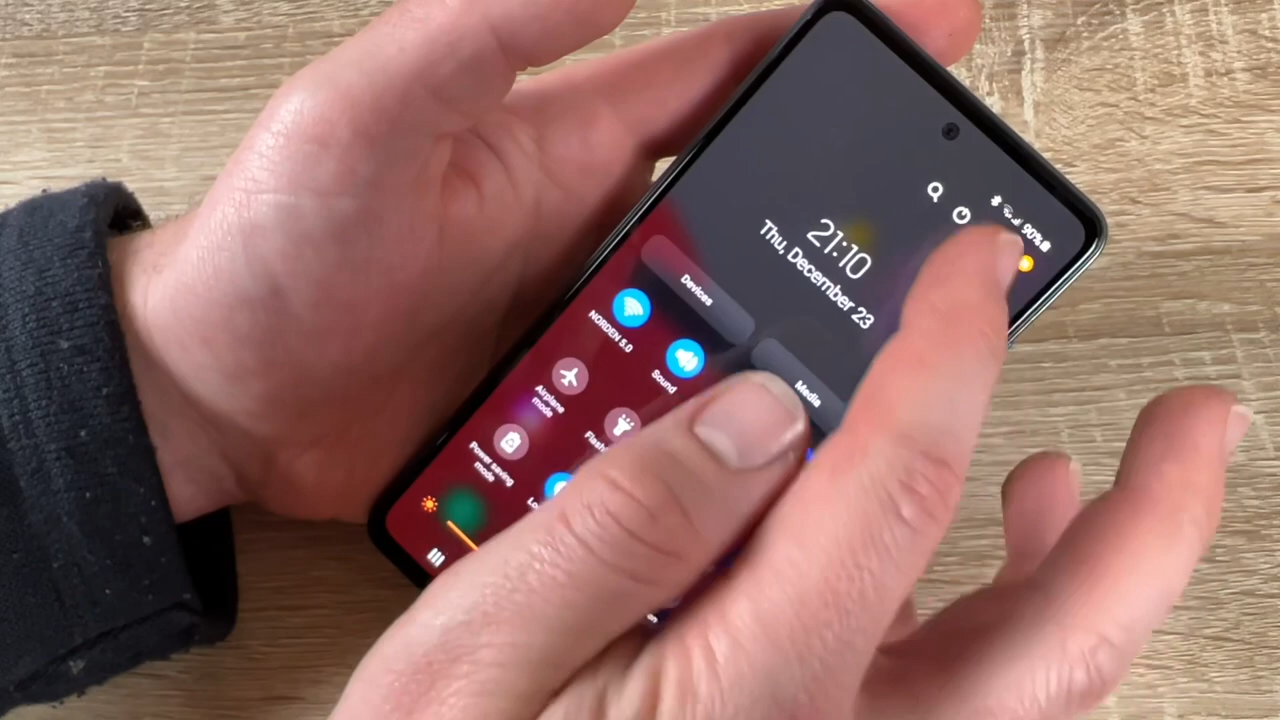 90%
21:10
Thu, December 23
Devices
Media
NORDEN 5.0
Sound
Airplane
mode
Power saving
mode